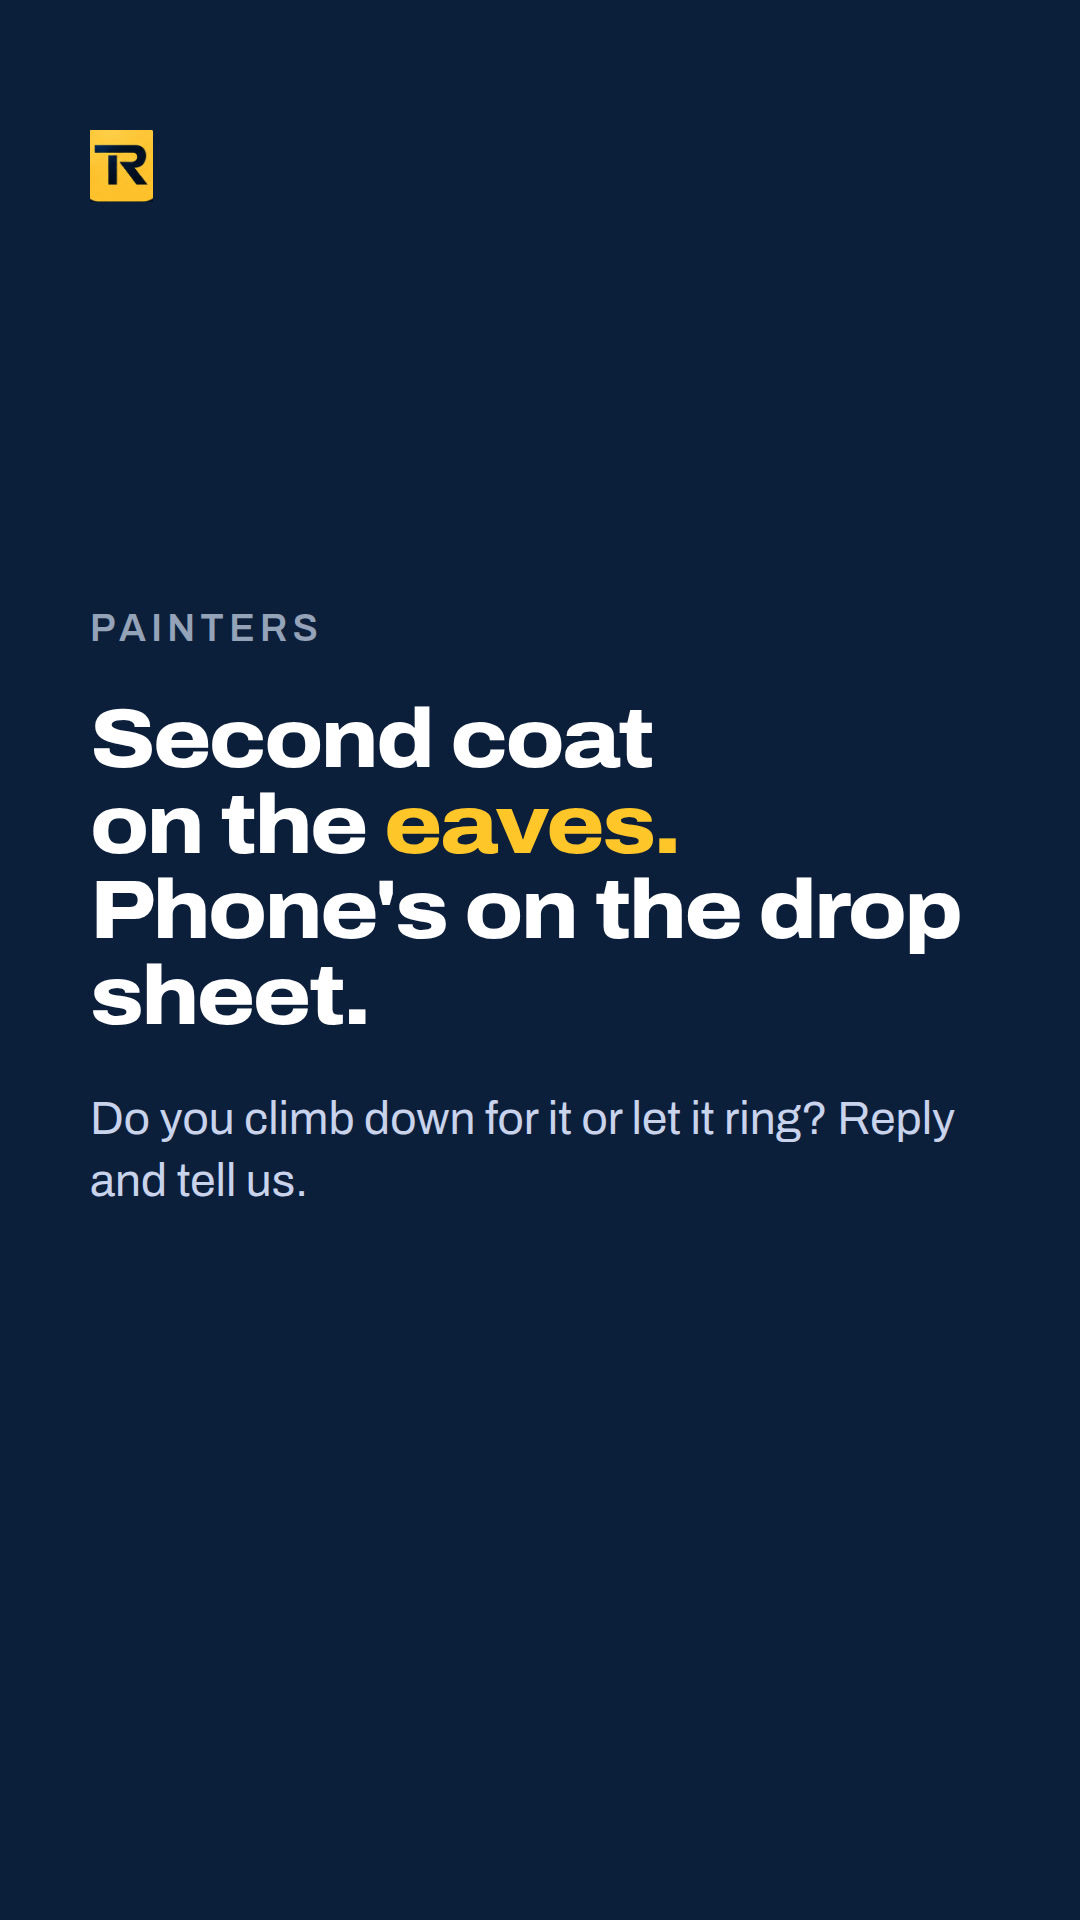 TR
PAINTERS
Second coat
on the eaves.
Phone's on the drop
sheet.
Do you climb down for it or let it ring? Reply
and tell us.